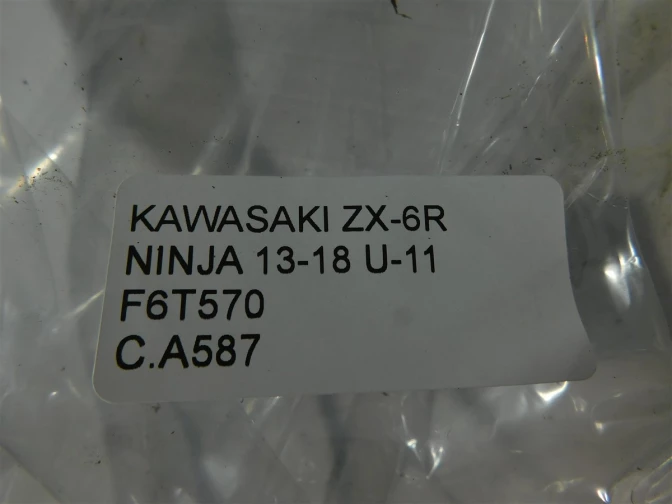 KAWASAKI ZX-6R
NINJA 13-18 U-11
F6T570
C.A587